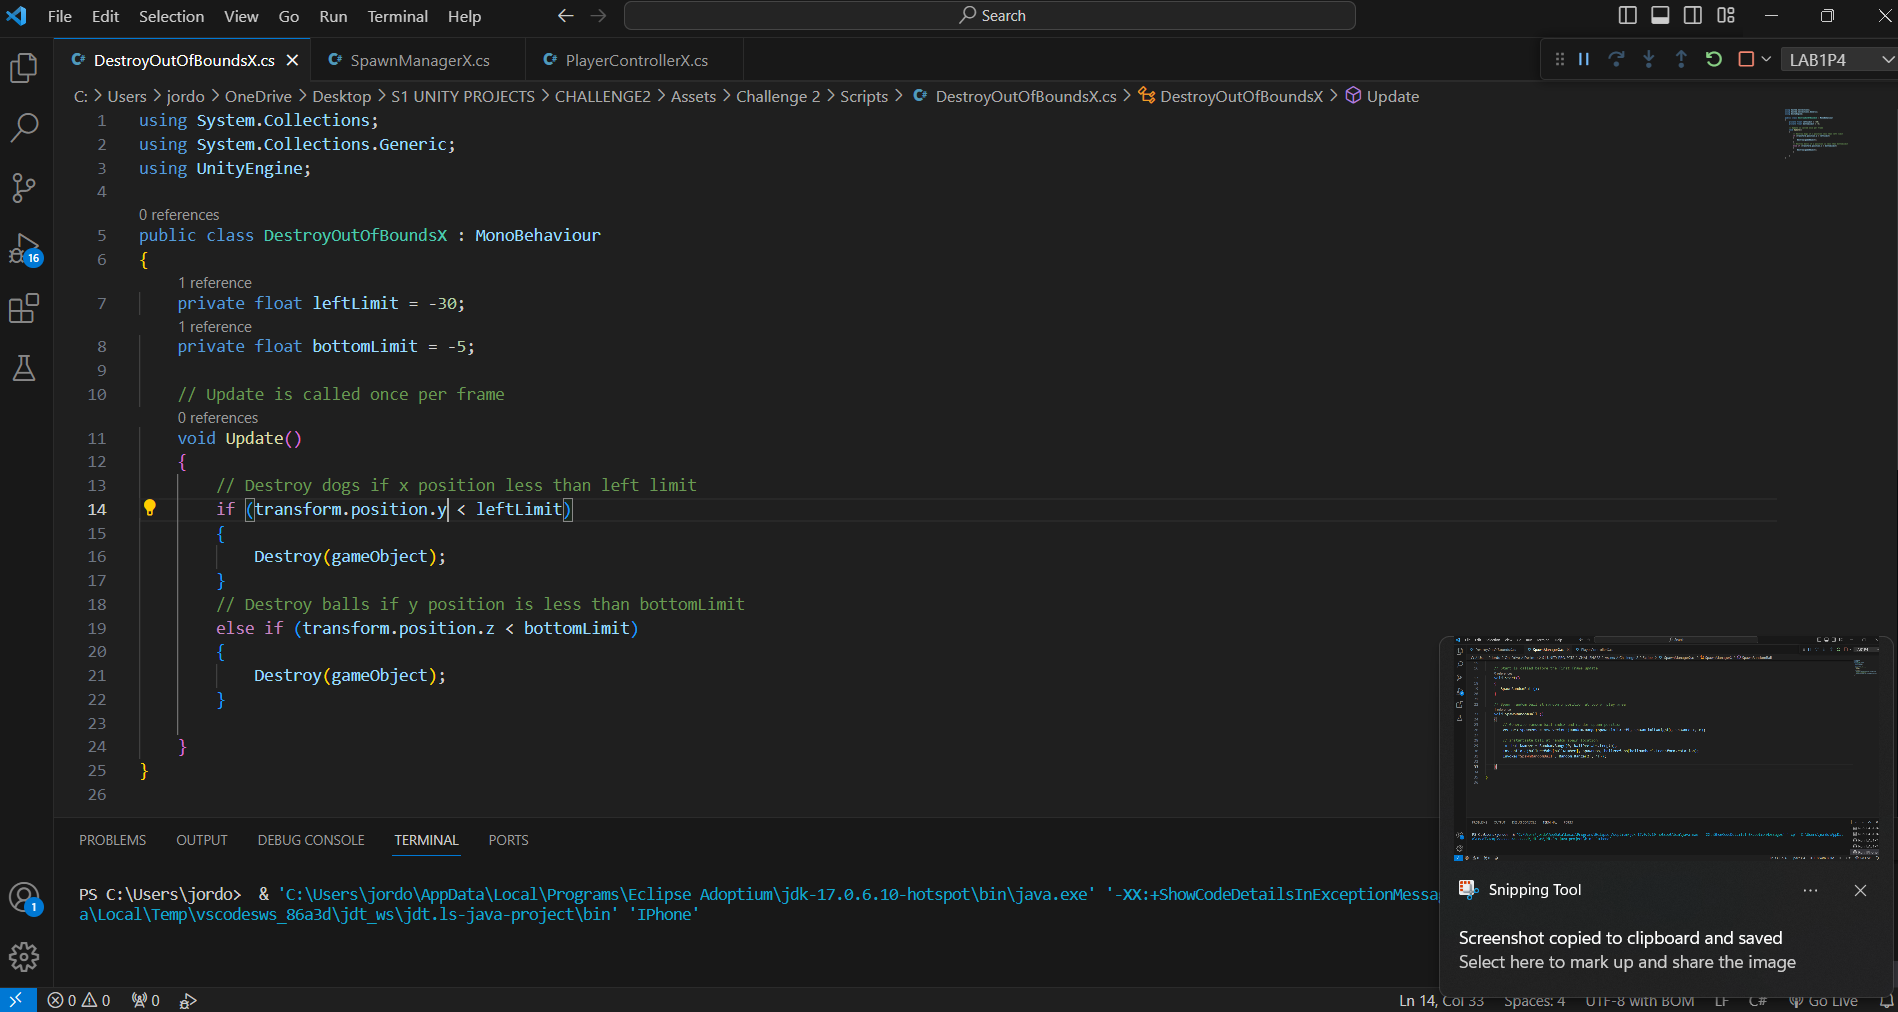 File Edit Selection View Go Run Terminal Help
Search
DestroyOutOfBoundsX.cs SpawnManagerX.cs PlayerControllerX.cs
LAB1P4
C: > Users > jordo > OneDrive > Desktop > S1 UNITY PROJECTS > CHALLENGE2 > Assets > Challenge 2 > Scripts > DestroyOutOfBoundsX.cs > DestroyOutOfBoundsX > Update
1 using System.Collections;
2 using System.Collections.Generic;
3 using UnityEngine;
4
0 references
5 public class DestroyOutOfBoundsX : MonoBehaviour
6 {
1 reference
7 private float leftLimit = -30;
1 reference
8 private float bottomLimit = -5;
9
10 // Update is called once per frame
0 references
11 void Update()
12 {
13 // Destroy dogs if x position less than left limit
14 if (transform.position.y < leftLimit)
15 {
16 Destroy(gameObject);
17 }
18 // Destroy balls if y position is less than bottomLimit
19 else if (transform.position.z < bottomLimit)
20 {
21 Destroy(gameObject);
22 }
23
24 }
25 }
26
16
1
PROBLEMS OUTPUT DEBUG CONSOLE TERMINAL PORTS
PS C:\Users\jordo> & 'C:\Users\jordo\AppData\Local\Programs\Eclipse Adoptium\jdk-17.0.6.10-hotspot\bin\java.exe' '-XX:+ShowCodeDetailsInExceptionMessa
a\Local\Temp\vscodesws_86a3d\jdt_ws\jdt.ls-java-project\bin' 'IPhone'
Snipping Tool
Screenshot copied to clipboard and saved
Select here to mark up and share the image
0 0 0
Ln 14, Col 33 Spaces: 4 UTF-8 with BOM LF C# Go Live